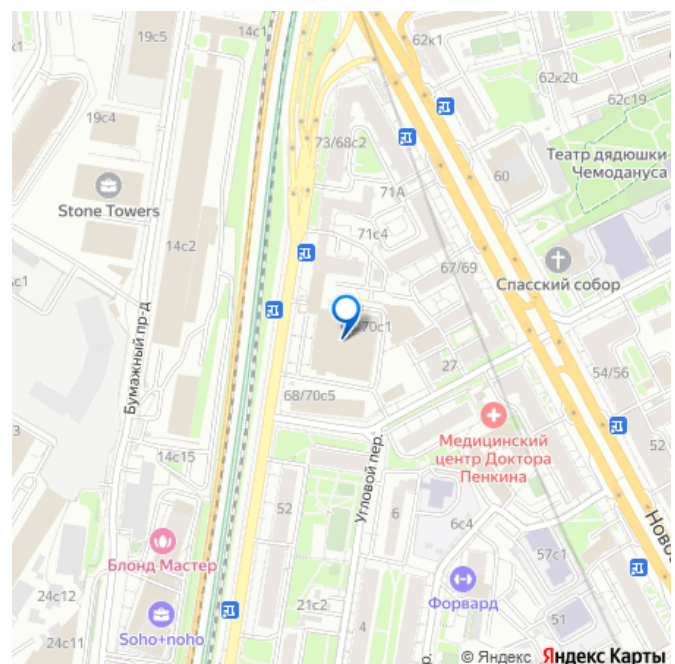 19с5
14с1
62к1
62к20
62с19
19с4
73/68с2
Театр дядюшки
Чемодануса
60
71А
Stone Towers
71с4
14с2
67/69
Спасский собор
Бумажный пр-д
70с1
27
54/56
68/70с5
52
Медицинский
центр Доктора
Пенкина
14с15
Угловой пер.
52
6
6с4
Ново
57с1
Блонд Мастер
24с12
21с2
Форвард
51
Soho+noho
4
24с11
© Яндекс Яндекс Карты